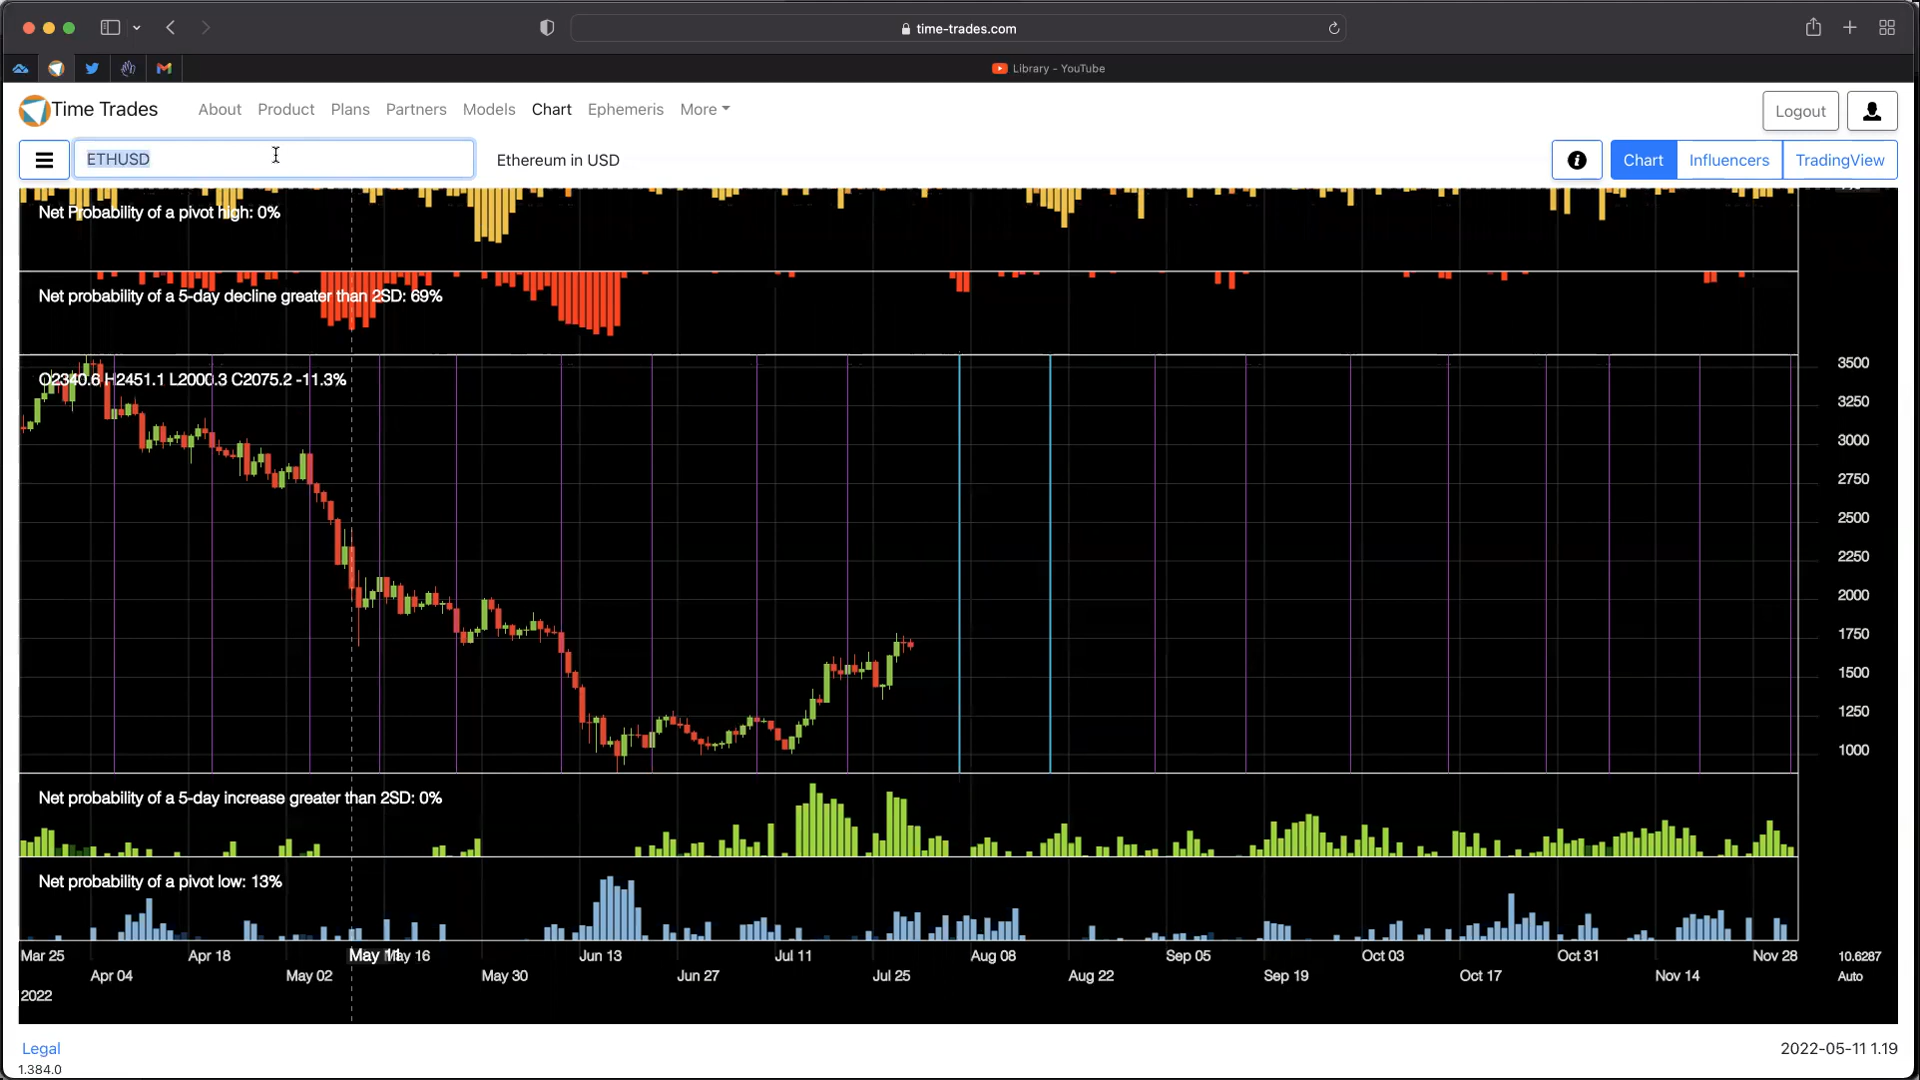 time-trades.com
Library - YouTube
Time Trades About Product Plans Partners Models Chart Ephemeris More Logout
ETHUSD Ethereum in USD Chart Influencers TradingView
Net Probability of a pivot high: 0%
Net probability of a 5-day decline greater than 2SD: 69%
O2340.6 H2451.1 L2000.3 C2075.2 -11.3%
3500
3250
3000
2750
2500
2250
2000
1750
1500
1250
1000
Net probability of a 5-day increase greater than 2SD: 0%
Net probability of a pivot low: 13%
Mar 25 Apr 18 May 11 May 16 Jun 13 Jul 11 Aug 08 Sep 05 Oct 03 Oct 31 Nov 28 10.6287
Apr 04 May 02 May 30 Jun 27 Jul 25 Aug 22 Sep 19 Oct 17 Nov 14 Auto
2022
Legal 2022-05-11 1.19
1.384.0